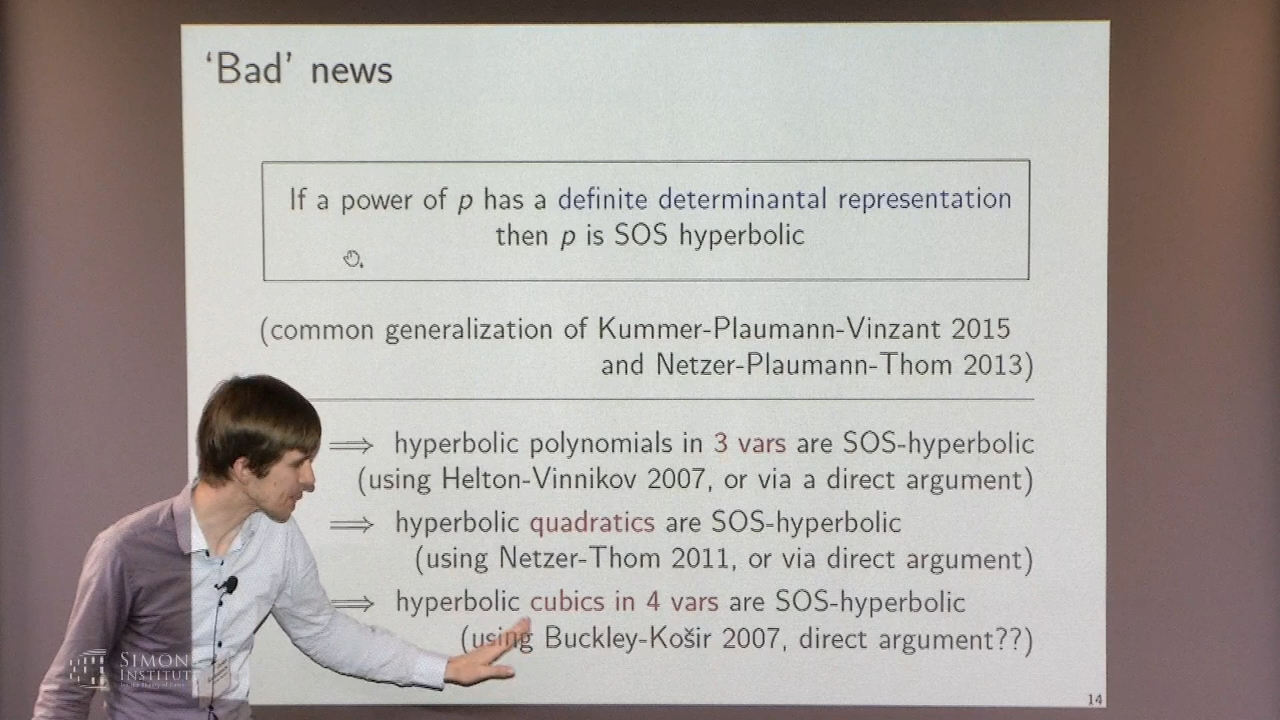 ‘Bad’ news
If a power of p has a definite determinantal representation
then p is SOS hyperbolic
(common generalization of Kummer-Plaumann-Vinzant 2015
and Netzer-Plaumann-Thom 2013)
⟹ hyperbolic polynomials in 3 vars are SOS-hyperbolic
(using Helton-Vinnikov 2007, or via a direct argument)
⟹ hyperbolic quadratics are SOS-hyperbolic
(using Netzer-Thom 2011, or via direct argument)
⟹ hyperbolic cubics in 4 vars are SOS-hyperbolic
(using Buckley-Košir 2007, direct argument??)
SIMON
INSTITUT
14